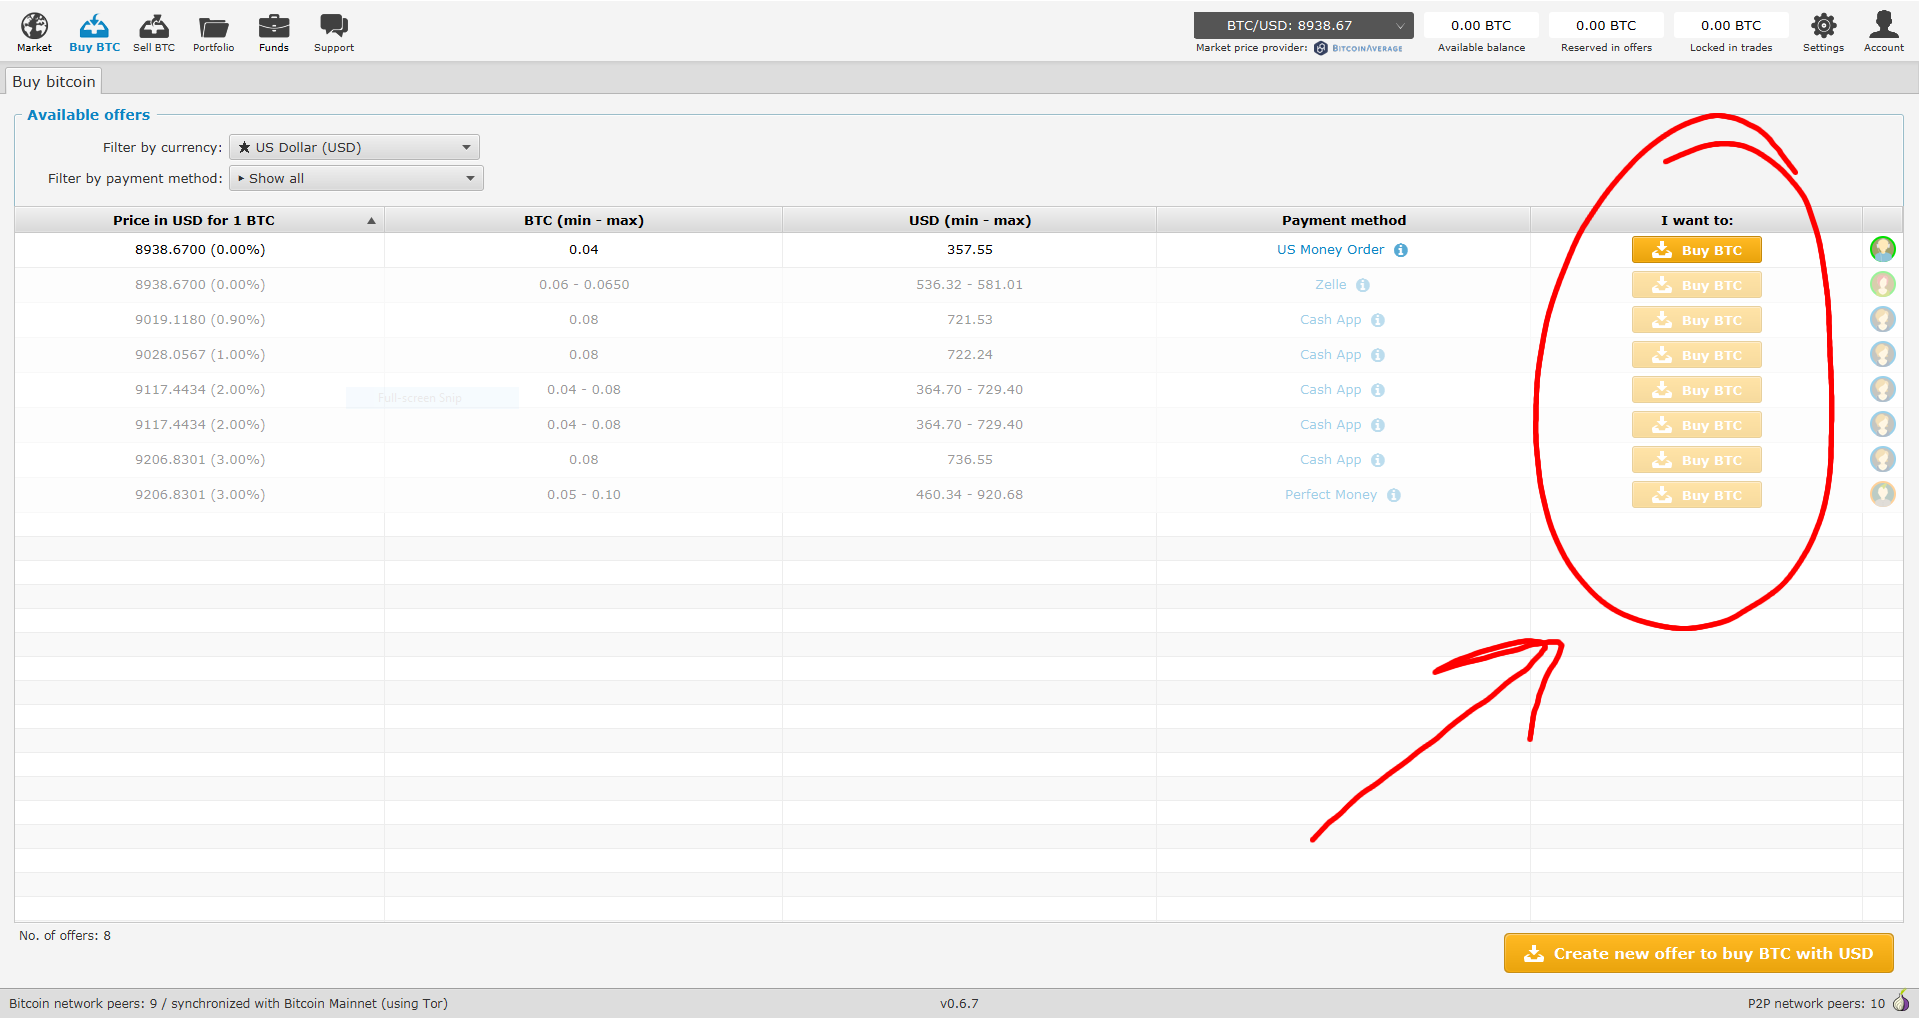 Market Buy BTC Sell BTC Portfolio Funds Support
BTC/USD: 8938.67 0.00 BTC 0.00 BTC 0.00 BTC
Market price provider: BITCOINAVERAGE Available balance Reserved in offers Locked in trades Settings Account
Buy bitcoin
Available offers
Filter by currency: ★ US Dollar (USD)
Filter by payment method: ▸ Show all
Price in USD for 1 BTC BTC (min - max) USD (min - max) Payment method I want to:
8938.6700 (0.00%) 0.04 357.55 US Money Order Buy BTC
8938.6700 (0.00%) 0.06 - 0.0650 536.32 - 581.01 Zelle Buy BTC
9019.1180 (0.90%) 0.08 721.53 Cash App Buy BTC
9028.0567 (1.00%) 0.08 722.24 Cash App Buy BTC
9117.4434 (2.00%) 0.04 - 0.08 364.70 - 729.40 Cash App Buy BTC
Full-screen Snip
9117.4434 (2.00%) 0.04 - 0.08 364.70 - 729.40 Cash App Buy BTC
9206.8301 (3.00%) 0.08 736.55 Cash App Buy BTC
9206.8301 (3.00%) 0.05 - 0.10 460.34 - 920.68 Perfect Money Buy BTC
No. of offers: 8
Create new offer to buy BTC with USD
Bitcoin network peers: 9 / synchronized with Bitcoin Mainnet (using Tor) v0.6.7 P2P network peers: 10